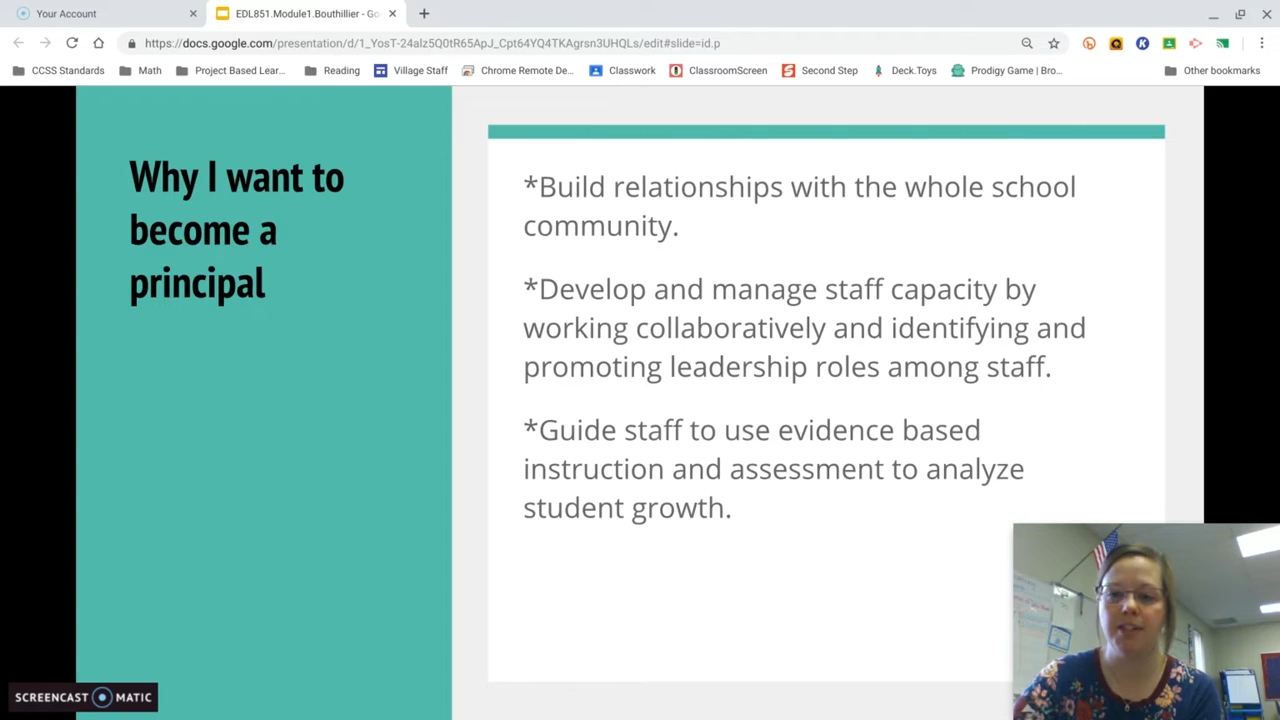 Your Account
EDL851.Module1.Bouthillier - Go
https://docs.google.com/presentation/d/1_YosT-24alz5Q0tR65ApJ_Cpt64YQ4TKAgrsn3UHQLs/edit#slide=id.p
CCSS Standards Math Project Based Lear... Reading Village Staff Chrome Remote De... Classwork ClassroomScreen Second Step Deck.Toys Prodigy Game | Bro... Other bookmarks
Why I want to
become a
principal
*Build relationships with the whole school
community.
*Develop and manage staff capacity by
working collaboratively and identifying and
promoting leadership roles among staff.
*Guide staff to use evidence based
instruction and assessment to analyze
student growth.
SCREENCAST MATIC